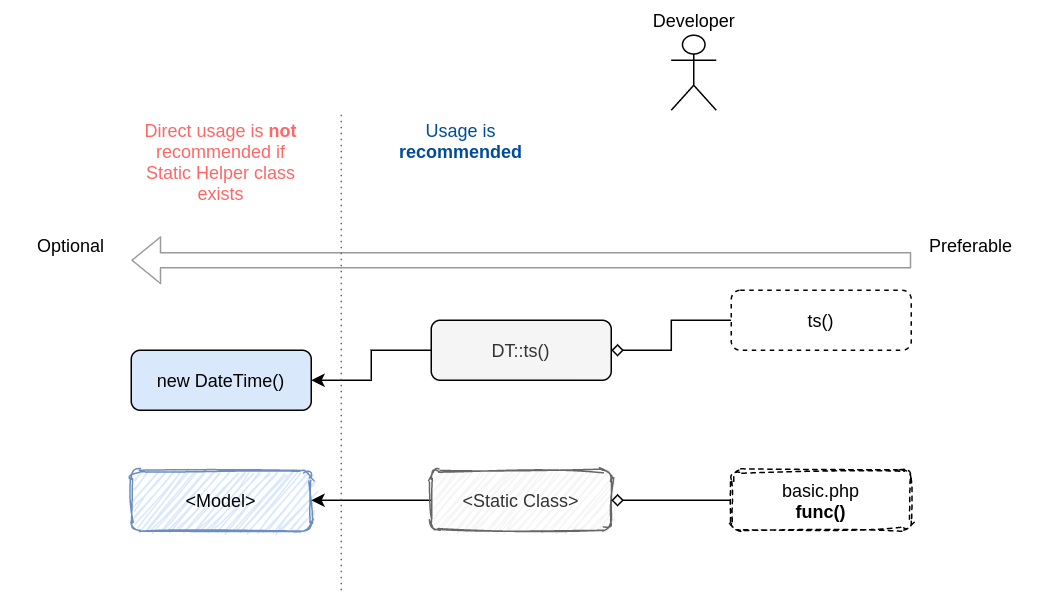 Developer
Direct usage is not
recommended if
Static Helper class
exists
Usage is
recommended
Optional
Preferable
ts()
DT::ts()
new DateTime()
<Model>
<Static Class>
basic.php
func()